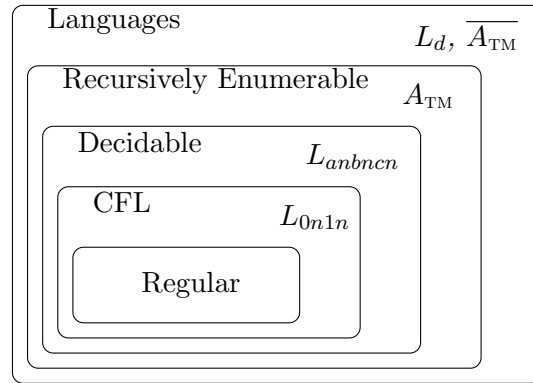 Languages
L_d, \overline{A_{TM}}
Recursively Enumerable
A_{TM}
Decidable
L_{anbncn}
CFL
L_{0n1n}
Regular